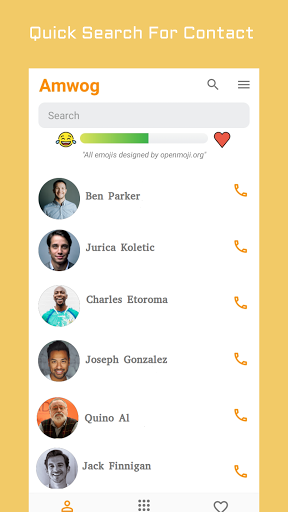 Quick Search For Contact
Amwog
Search
"All emojis designed by openmoji.org"
Ben Parker
Jurica Koletic
Charles Etoroma
Joseph Gonzalez
Quino Al
Jack Finnigan